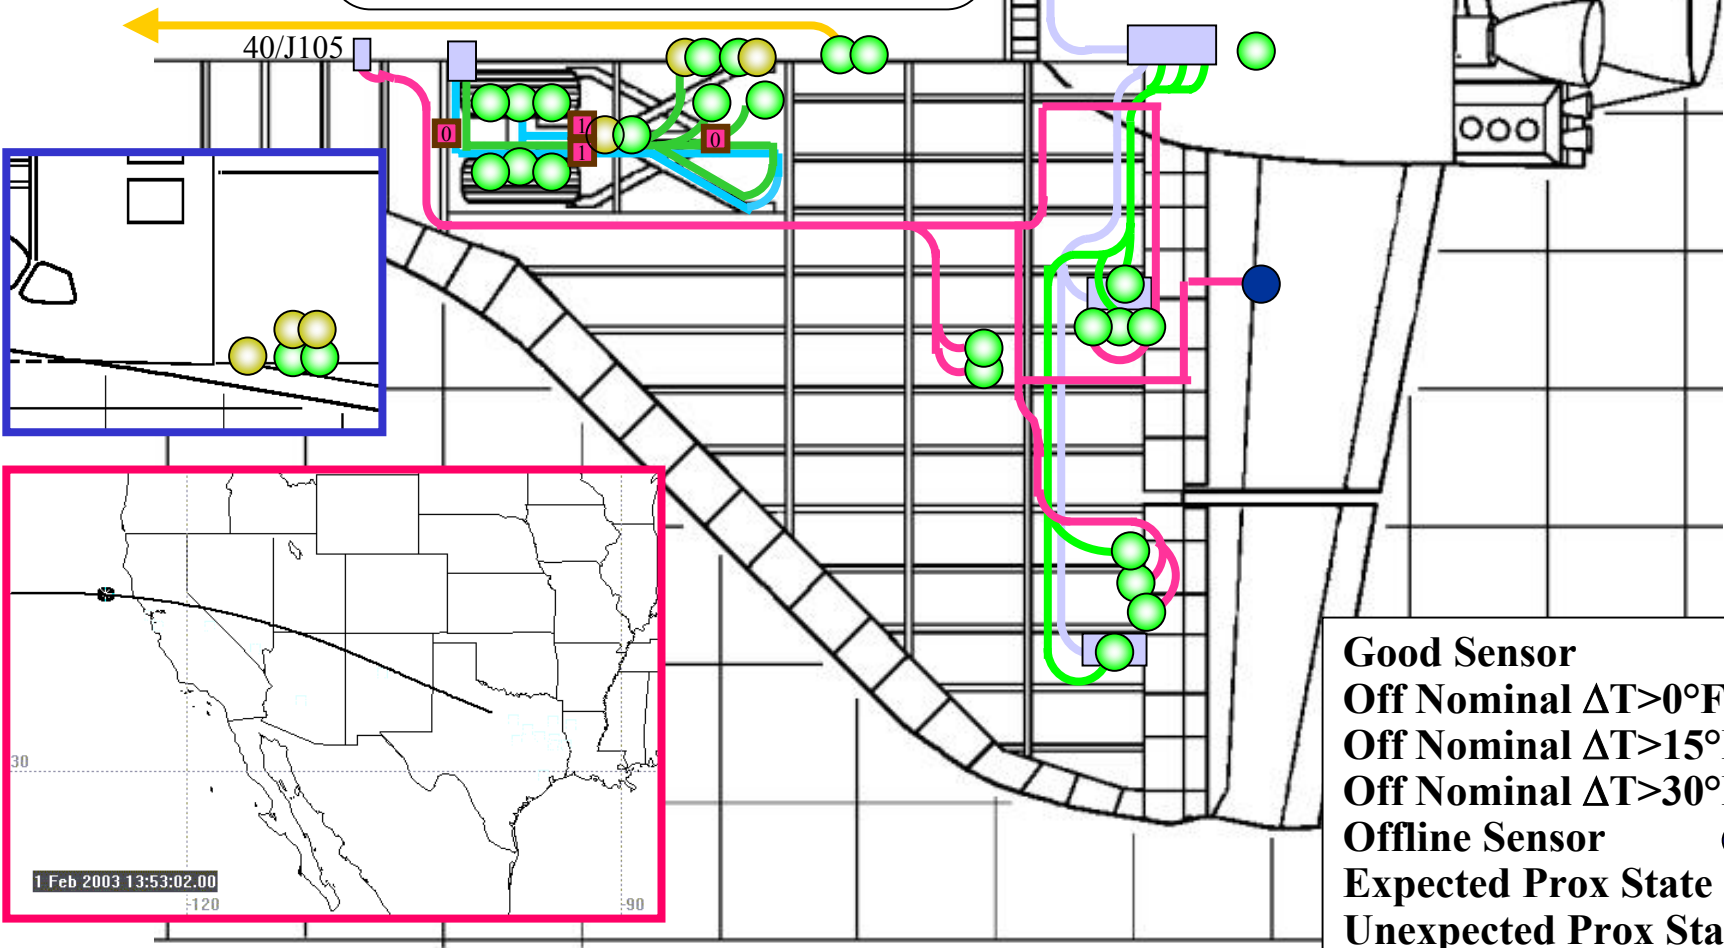 40/J105
0
1
1
0
30
1 Feb 2003 13:53:02.00
-120
-90
Good Sensor
Off Nominal ΔT>0°F
Off Nominal ΔT>15°
Off Nominal ΔT>30°
Offline Sensor
Expected Prox State
Unexpected Prox Sta